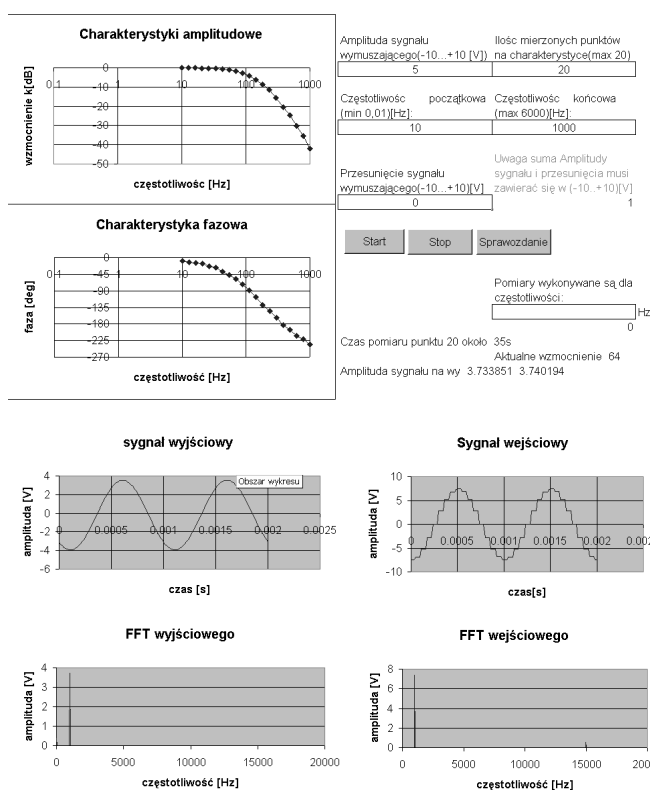 Charakterystyki amplitudowe
wzmocnienie k[dB]
0
-10
-20
-30
-40
-50
0.1 1 10 100 1000
częstotliwość [Hz]
Charakterystyka fazowa
faza [deg]
0
-45
-90
-135
-180
-225
-270
0.1 1 10 100 1000
częstotliwość [Hz]
Amplituda sygnału
wymuszającego(-10...+10 [V])
5
Ilośc mierzonych punktów
na charakterystyce(max 20)
20
Częstotliwośc początkowa
(min 0,01)[Hz]:
10
Częstotliwośc końcowa
(max 6000)[Hz]:
1000
Przesunięcie sygnału
wymuszającego(-10...+10)[V]
0
Uwaga suma Amplitudy
sygnału i przesunięcia musi
zawierać się w (-10..+10)[V]
1
Start Stop Sprawozdanie
Pomiary wykonywane są dla
częstotliwości:
Hz
0
Czas pomiaru punktu 20 około 35s
Aktualne wzmocnienie 64
Amplituda sygnału na wy 3.733851 3.740194
sygnał wyjściowy
amplituda [V]
4
2
0
-2
-4
-6
Obszar wykresu
0 0.0005 0.001 0.0015 0.002 0.0025
czas [s]
Sygnał wejściowy
amplituda [V]
10
5
0
-5
-10
0 0.0005 0.001 0.0015 0.002 0.002
czas[s]
FFT wyjściowego
amplituda [V]
4
3
2
1
0
0 5000 10000 15000 20000
częstotliwość [Hz]
FFT wejściowego
amplituda [V]
8
6
4
2
0
0 5000 10000 15000 200
częstotliwość [Hz]